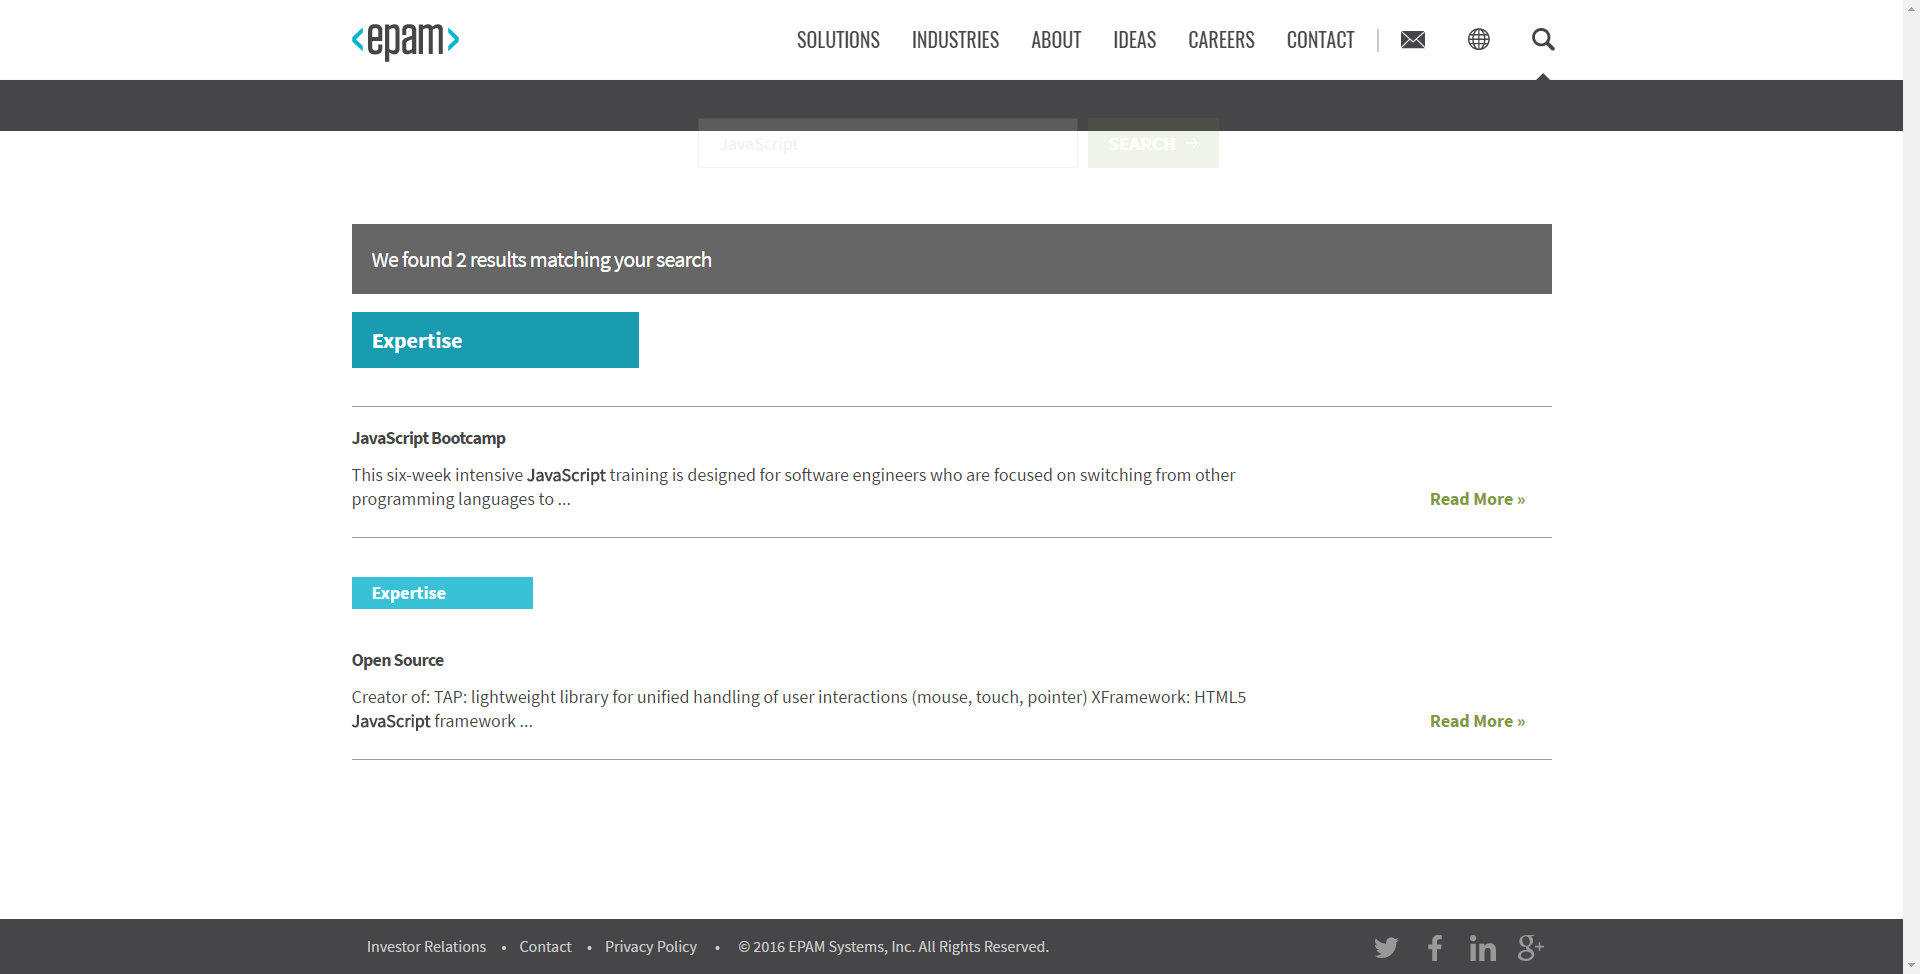 <epam>
SOLUTIONS INDUSTRIES ABOUT IDEAS CAREERS CONTACT
JavaScript SEARCH →
We found 2 results matching your search
Expertise
JavaScript Bootcamp
This six-week intensive JavaScript training is designed for software engineers who are focused on switching from other
programming languages to ...
Read More »
Expertise
Open Source
Creator of: TAP: lightweight library for unified handling of user interactions (mouse, touch, pointer) XFramework: HTML5
JavaScript framework ...
Read More »
Investor Relations • Contact • Privacy Policy • © 2016 EPAM Systems, Inc. All Rights Reserved.